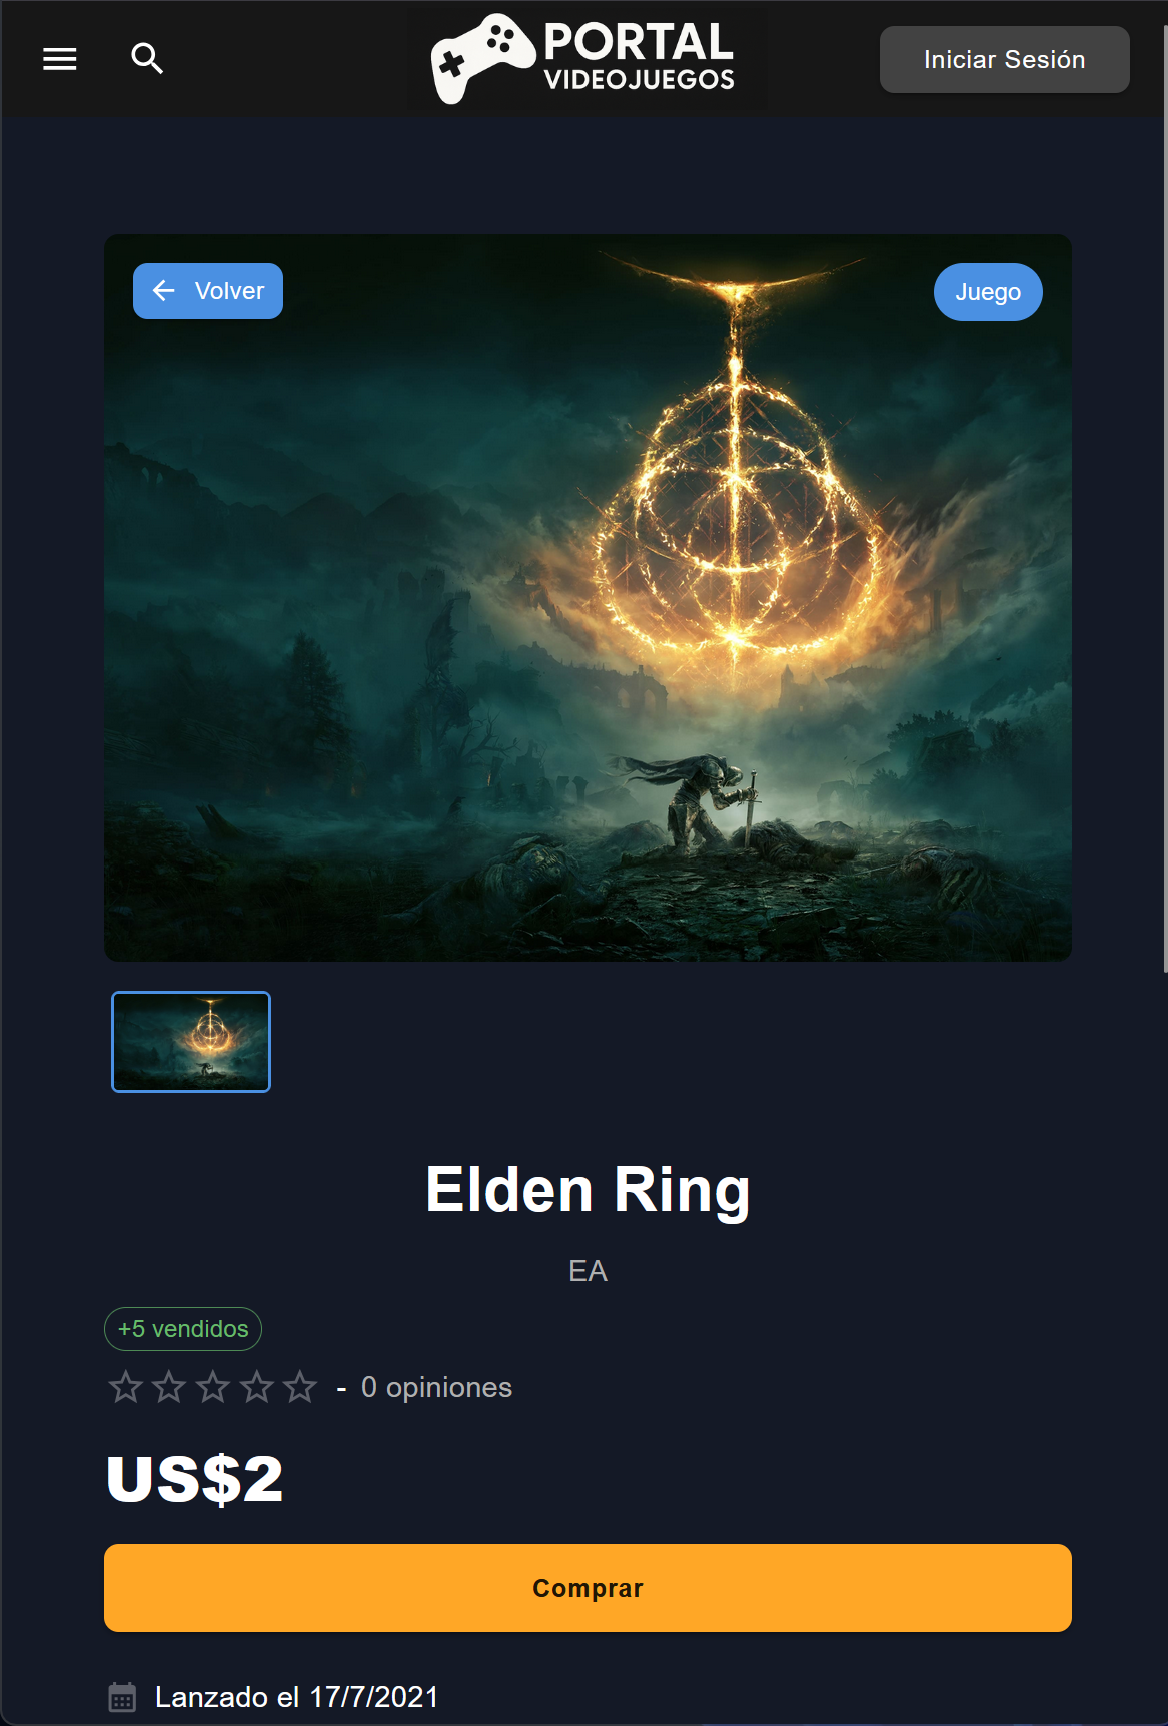 PORTAL
VIDEOJUEGOS
Iniciar Sesión
Volver
Juego
Elden Ring
EA
+5 vendidos
- 0 opiniones
US$2
Comprar
Lanzado el 17/7/2021